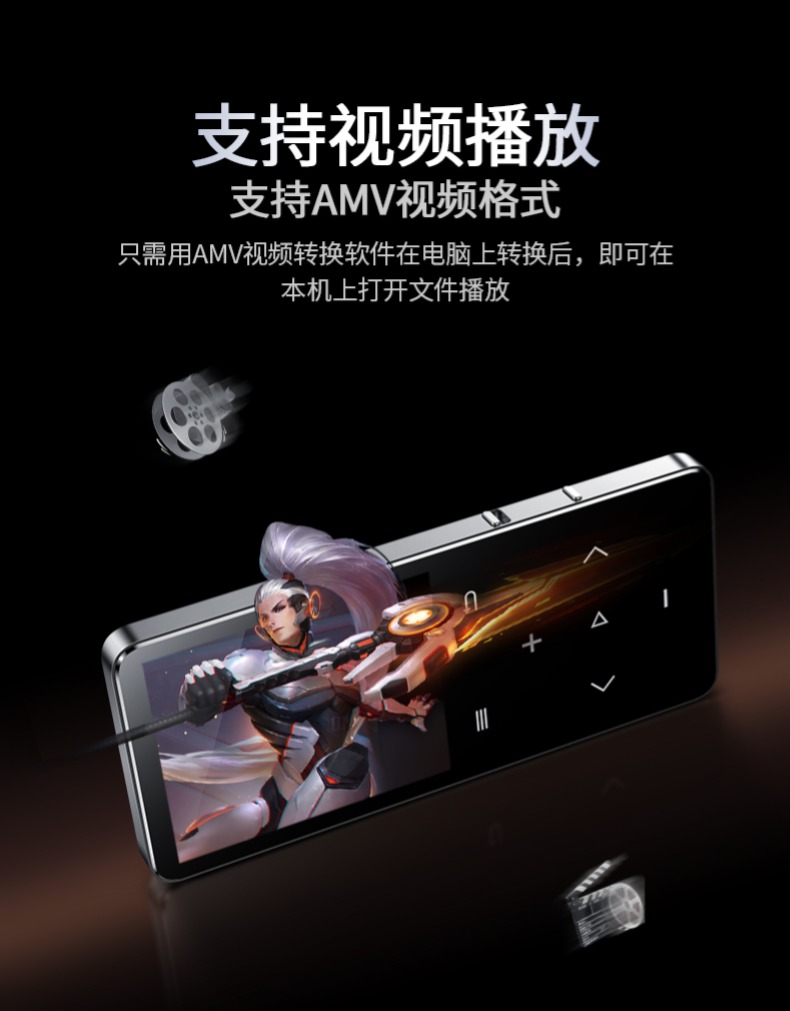 支持视频播放
支持AMV视频格式
只需用AMV视频转换软件在电脑上转换后，即可在
本机上打开文件播放